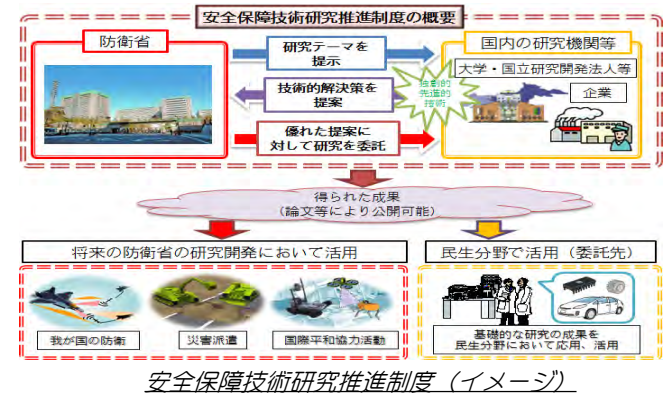 安全保障技術研究推進制度の概要
防衛省
研究テーマを
提示
国内の研究機関等
大学・国立研究開発法人等
技術的解決策を
提案
独創的
先進的
技術
企業
優れた提案に
対して研究を委託
得られた成果
(論文等により公開可能)
将来の防衛省の研究開発において活用
民生分野で活用(委託先)
我が国の防衛
災害派遣
国際平和協力活動
基礎的な研究の成果を
民生分野において応用、活用
安全保障技術研究推進制度(イメージ)